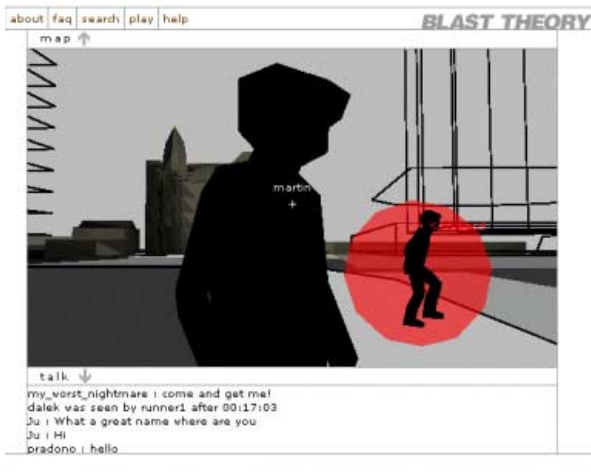 about faq search play help
BLAST THEORY
map
martin
talk
my_worst_nightmare : come and get me!
dalek was seen by runner1 after 00:17:03
Ju : What a great name where are you
Ju : Hi
pradono : hello